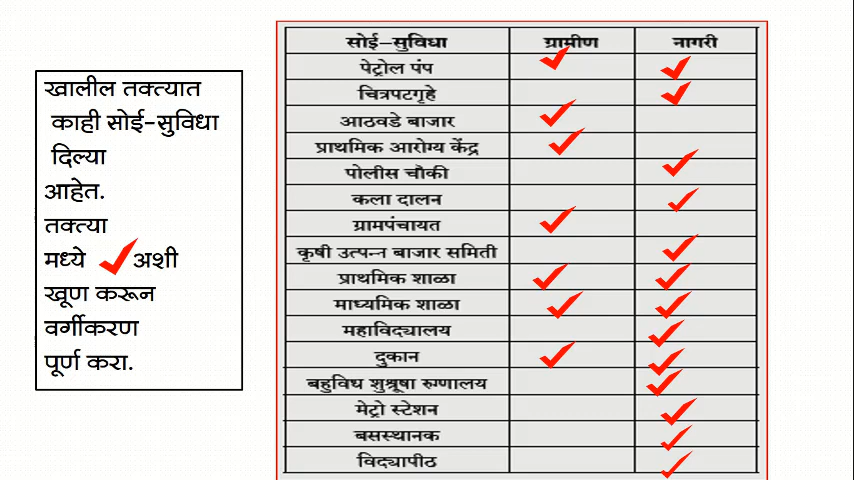 खालील तक्त्यात
काही सोई-सुविधा
दिल्या
आहेत.
तक्त्या
मध्ये ✓अशी
खूण करून
वर्गीकरण
पूर्ण करा.
सोई-सुविधा ग्रामीण नागरी
पेट्रोल पंप ✓ ✓
चित्रपटगृहे ✓
आठवडे बाजार ✓
प्राथमिक आरोग्य केंद्र ✓
पोलीस चौकी ✓
कला दालन ✓
ग्रामपंचायत ✓
कृषी उत्पन्न बाजार समिती ✓
प्राथमिक शाळा ✓ ✓
माध्यमिक शाळा ✓ ✓
महाविद्यालय ✓
दुकान ✓ ✓
बहुविध शुश्रूषा रुग्णालय ✓
मेट्रो स्टेशन ✓
बसस्थानक ✓
विद्यापीठ ✓